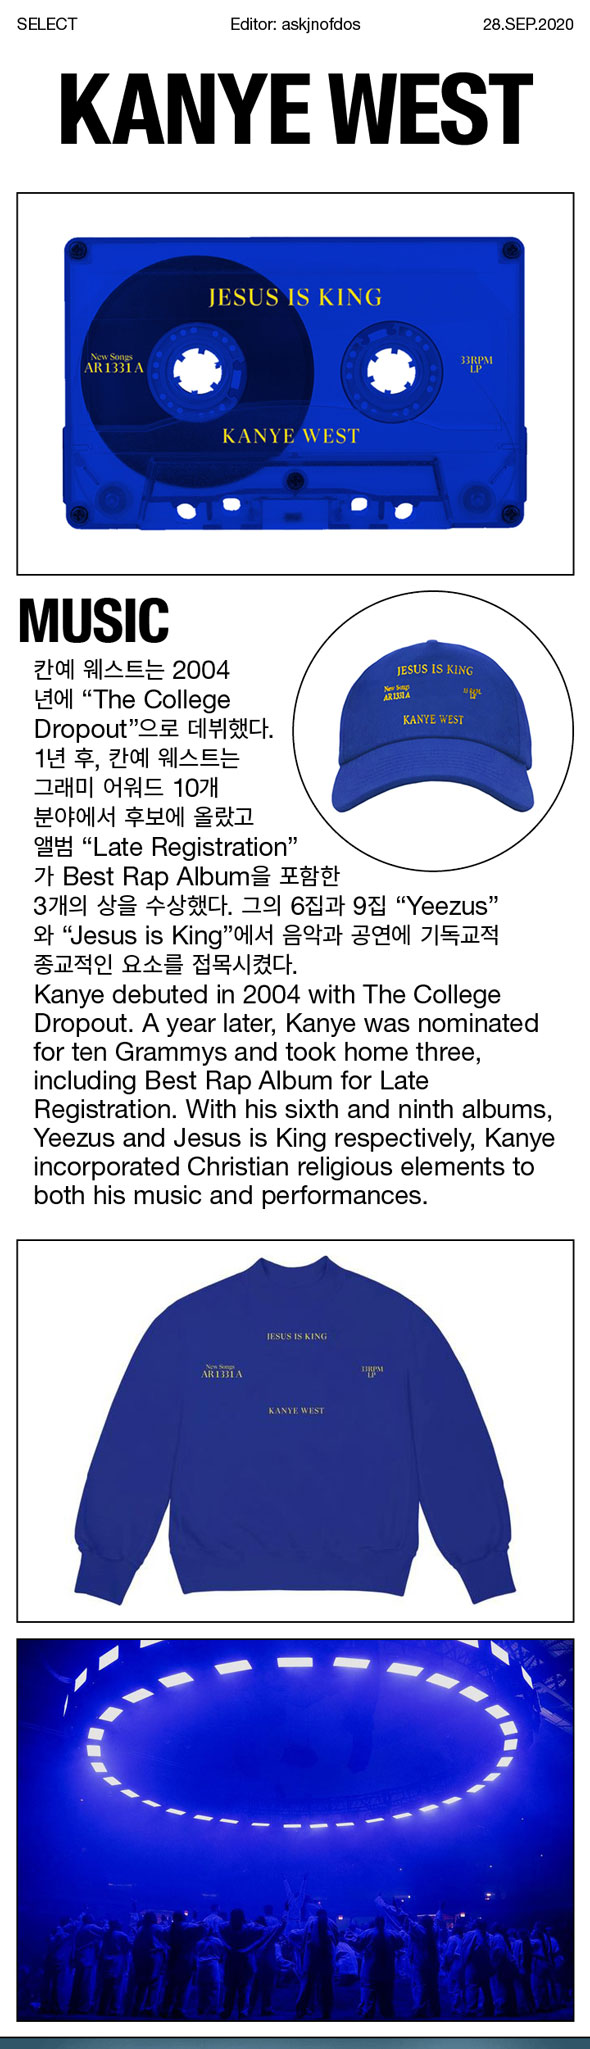 SELECT
Editor: askjnofdos
28.SEP.2020
KANYE WEST
JESUS IS KING
New Songs
AR 1331 A
33RPM
LP
KANYE WEST
MUSIC
칸예 웨스트는 2004
년에 “The College
Dropout”으로 데뷔했다.
1년 후, 칸예 웨스트는
그래미 어워드 10개
분야에서 후보에 올랐고
앨범 “Late Registration”
가 Best Rap Album을 포함한
3개의 상을 수상했다. 그의 6집과 9집 “Yeezus”
와 “Jesus is King”에서 음악과 공연에 기독교적
종교적인 요소를 접목시켰다.
JESUS IS KING
New Songs
AR 1331 A
33 RPM
LP
KANYE WEST
Kanye debuted in 2004 with The College
Dropout. A year later, Kanye was nominated
for ten Grammys and took home three,
including Best Rap Album for Late
Registration. With his sixth and ninth albums,
Yeezus and Jesus is King respectively, Kanye
incorporated Christian religious elements to
both his music and performances.
JESUS IS KING
New Songs
AR 1331 A
33RPM
LP
KANYE WEST